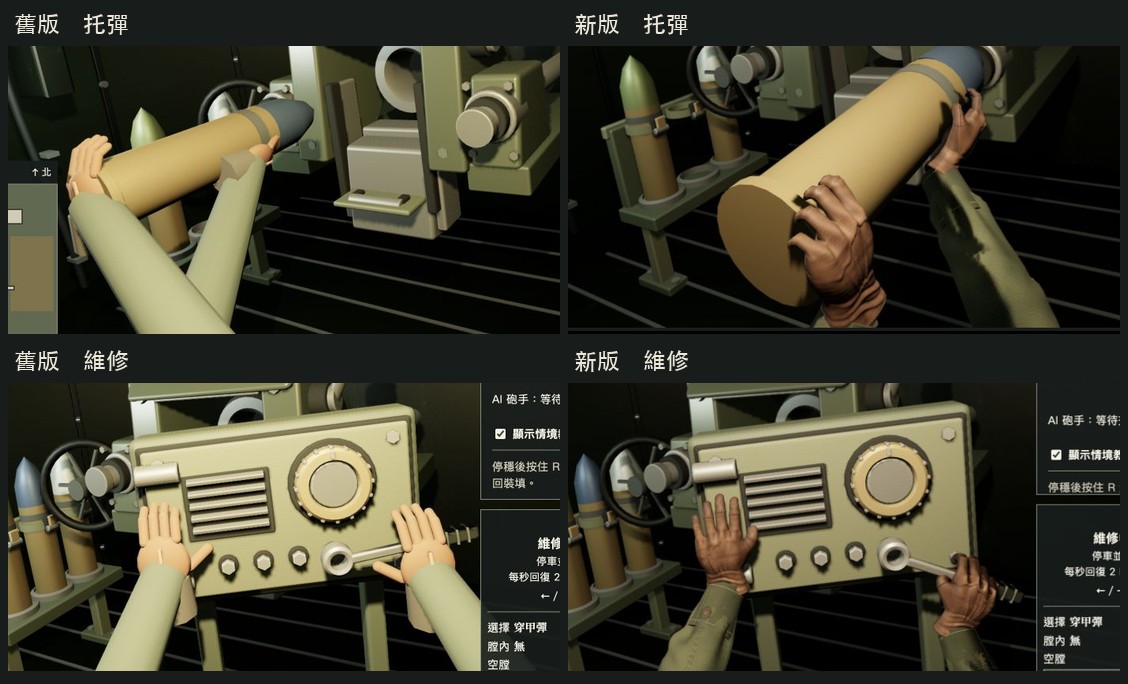 舊版 托彈
新版 托彈
↑北
舊版 維修
新版 維修
AI 砲手：等待
顯示情境
停穩後按住 R
回裝填。
維修
停車
每秒回復 2
← /
選擇 穿甲彈
膛內 無
空膛
AI 砲手：等待
顯示情境
停穩後按住 R
維修
停車
每秒回復 2
← /
選擇 穿甲彈
膛內 無
空膛